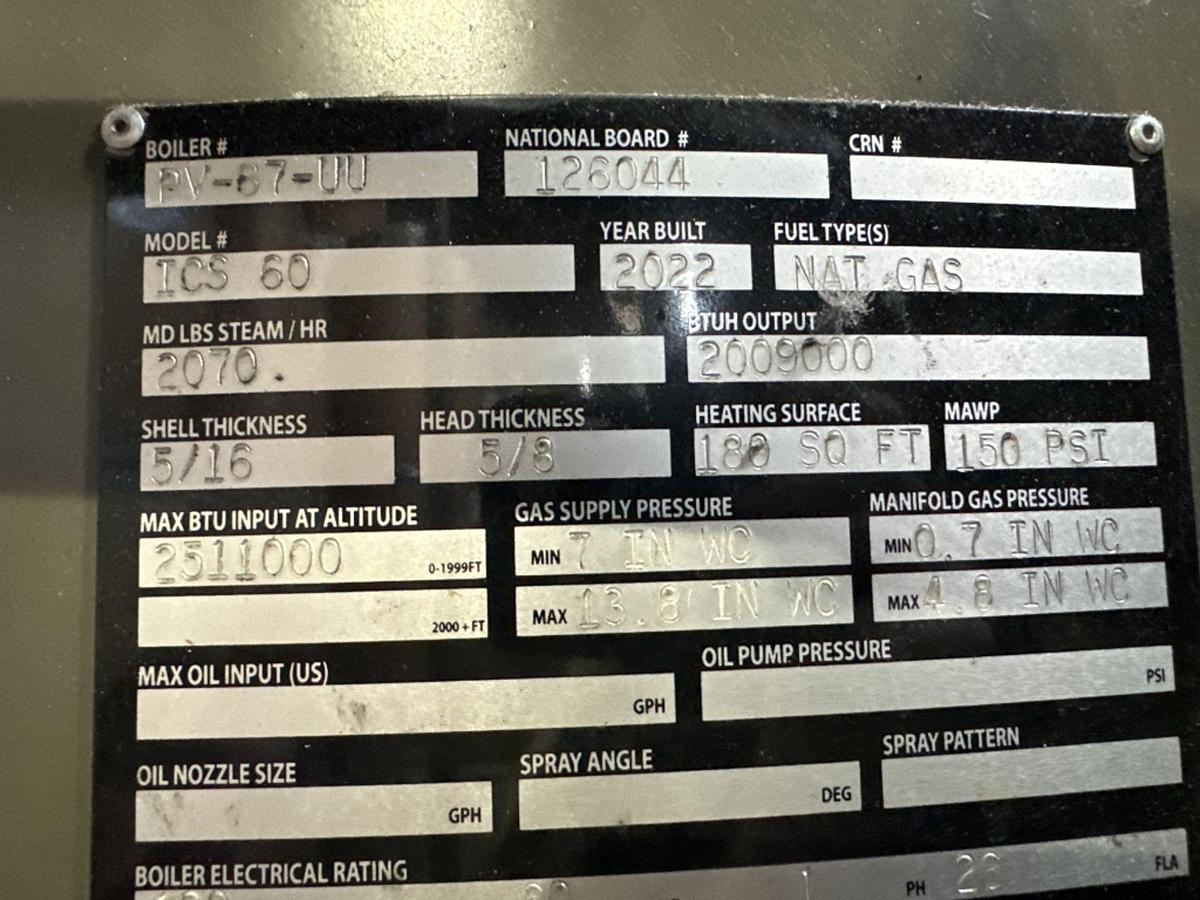 BOILER # NATIONAL BOARD # CRN #
PV-67-UU 126044
MODEL # YEAR BUILT FUEL TYPE(S)
ICS 60 2022 NAT GAS
MD LBS STEAM / HR BTUH OUTPUT
2070. 2009000
SHELL THICKNESS HEAD THICKNESS HEATING SURFACE MAWP
5/16 5/8 180 SQ FT 150 PSI
MAX BTU INPUT AT ALTITUDE GAS SUPPLY PRESSURE MANIFOLD GAS PRESSURE
2511000 0-1999FT MIN 7 IN WC MIN 0.7 IN WC
2000 + FT MAX 13.8 IN WC MAX 4.8 IN WC
MAX OIL INPUT (US) OIL PUMP PRESSURE
GPH PSI
OIL NOZZLE SIZE SPRAY ANGLE SPRAY PATTERN
GPH DEG
BOILER ELECTRICAL RATING
PH FLA